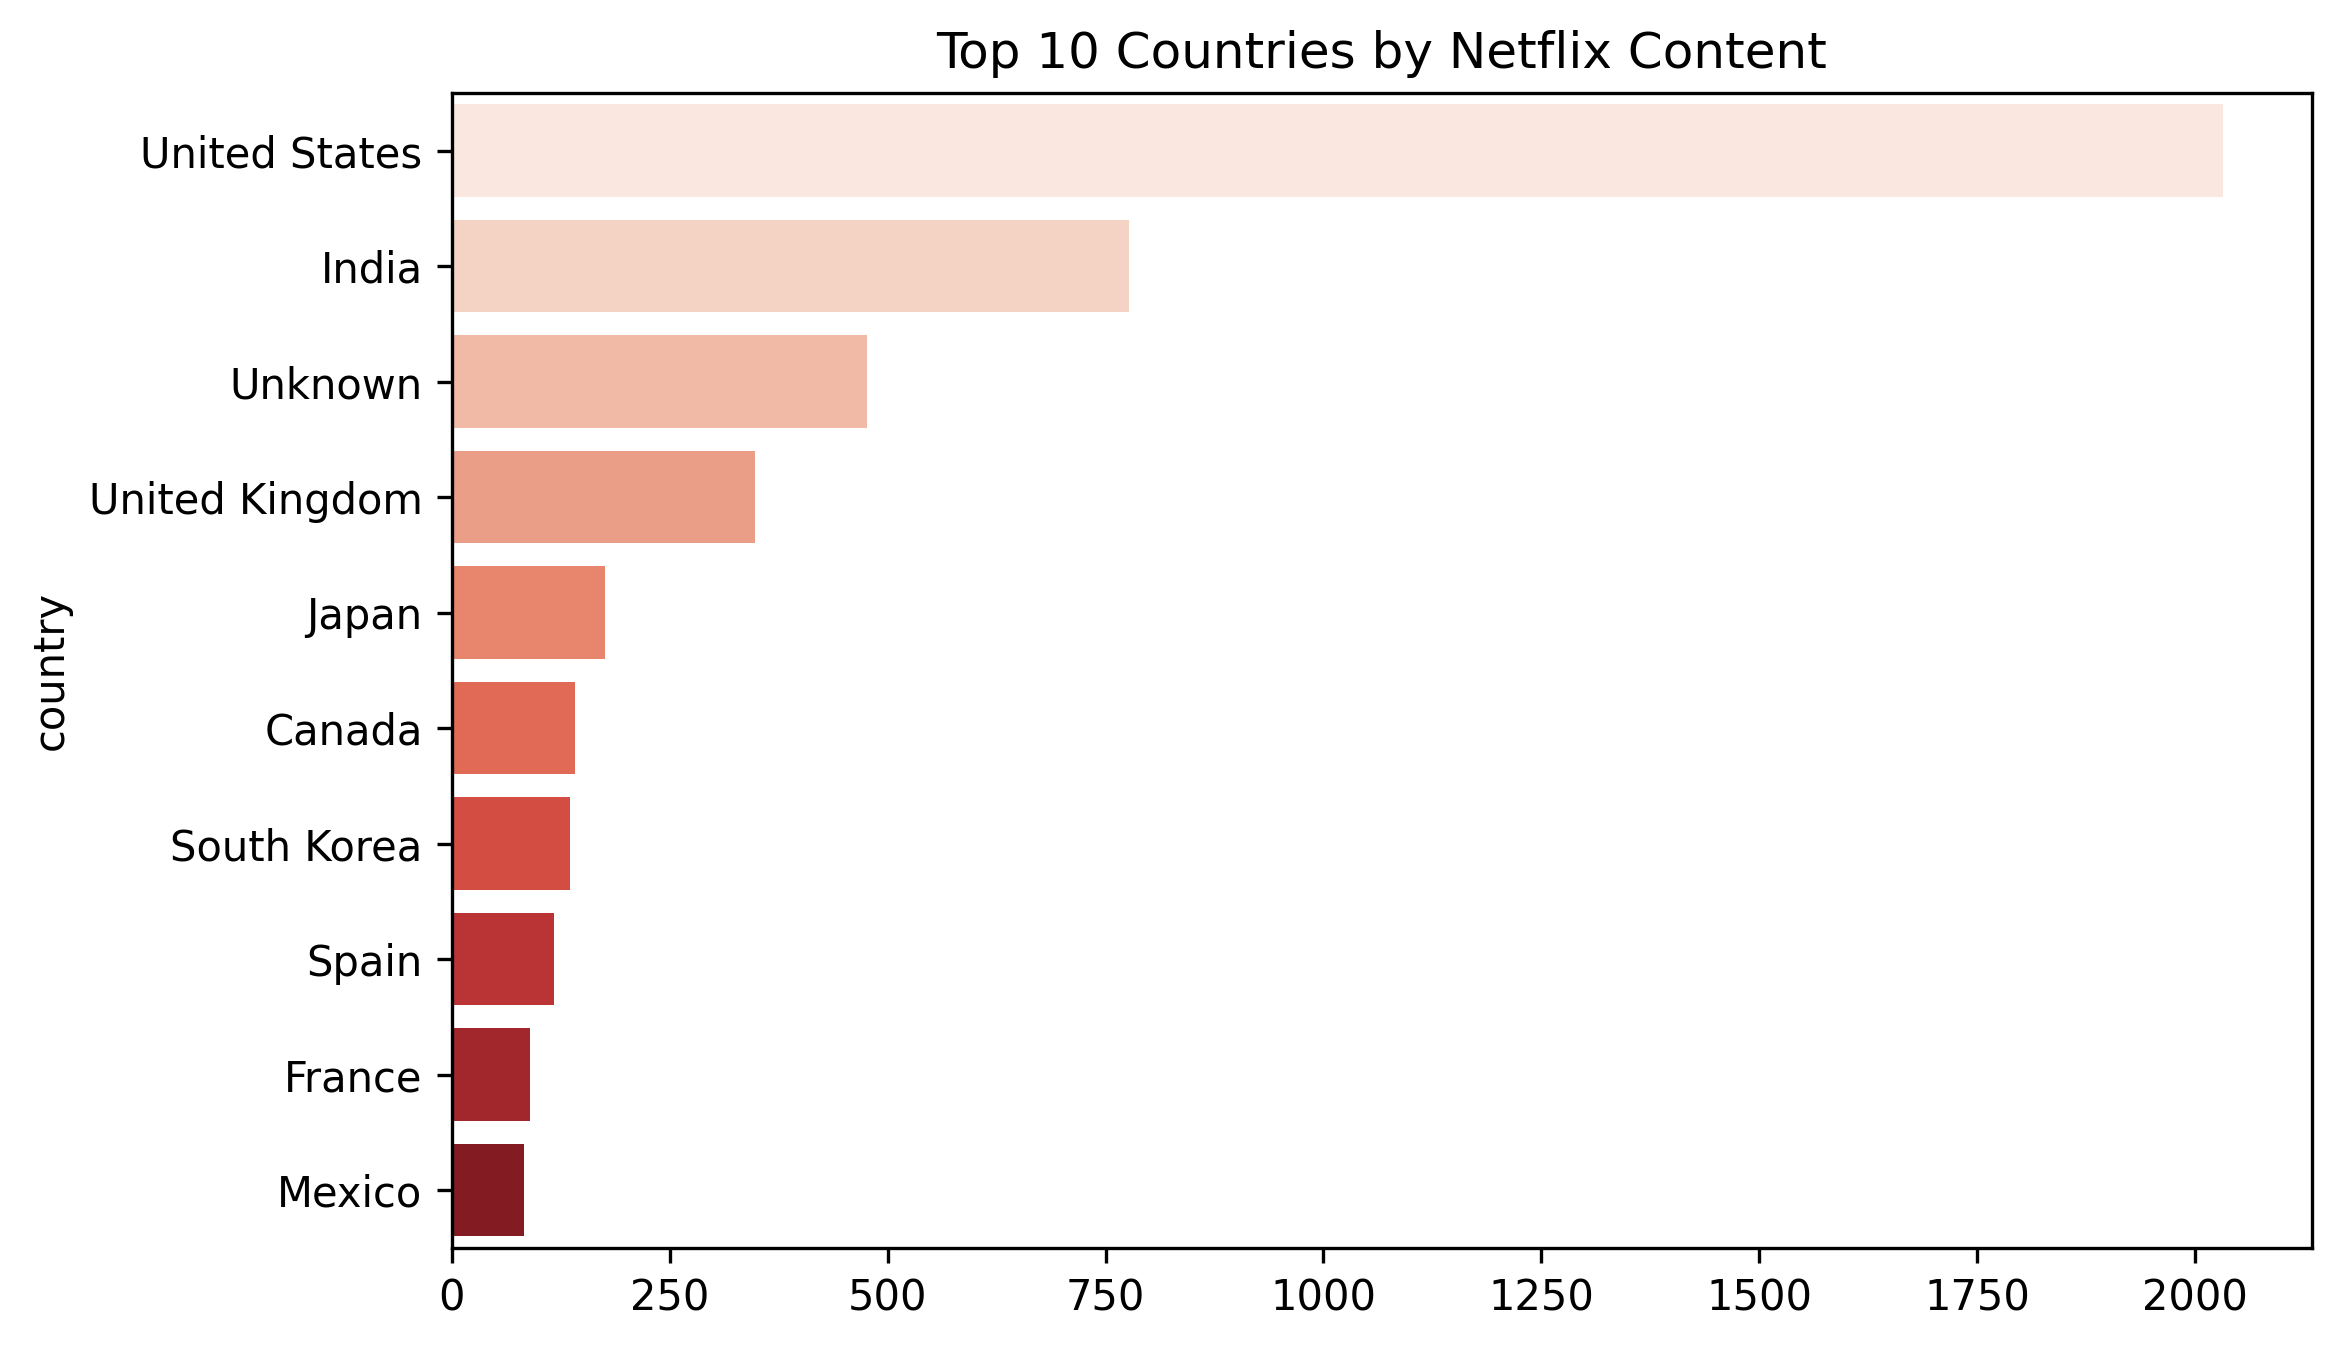 Top 10 Countries by Netflix Content
United States
India
Unknown
United Kingdom
Japan
Canada
South Korea
Spain
France
Mexico
country
0 250 500 750 1000 1250 1500 1750 2000